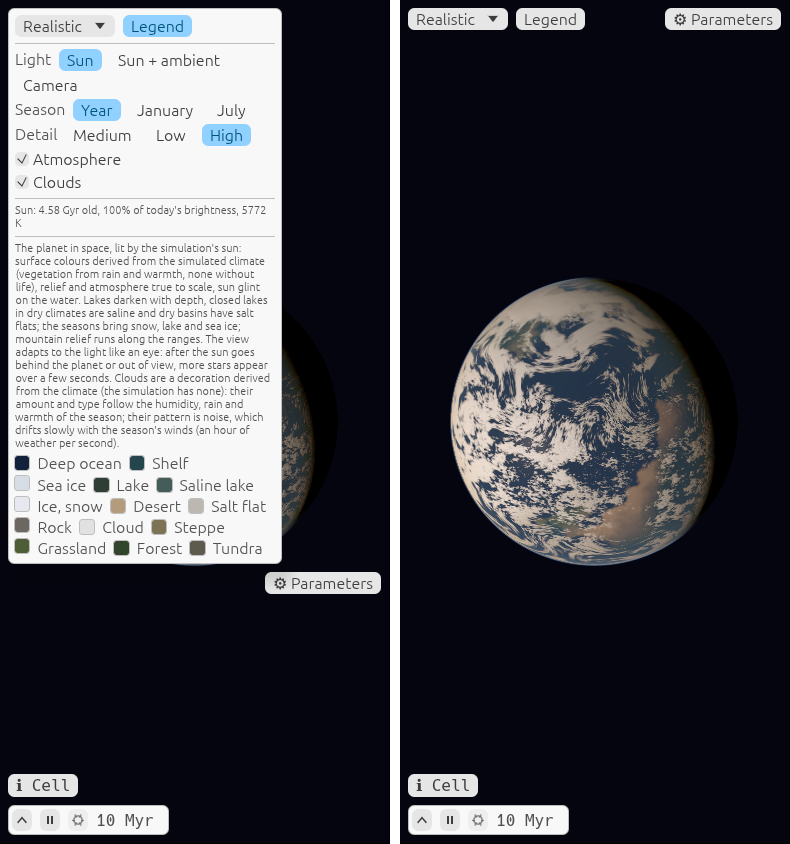 Realistic
Legend
Light Sun Sun + ambient
Camera
Season Year January July
Detail Medium Low High
Atmosphere
Clouds
Sun: 4.58 Gyr old, 100% of today's brightness, 5772
K
The planet in space, lit by the simulation's sun:
surface colours derived from the simulated climate
(vegetation from rain and warmth, none without
life), relief and atmosphere true to scale, sun glint
on the water. Lakes darken with depth, closed lakes
in dry climates are saline and dry basins have salt
flats; the seasons bring snow, lake and sea ice;
mountain relief runs along the ranges. The view
adapts to the light like an eye: after the sun goes
behind the planet or out of view, more stars appear
over a few seconds. Clouds are a decoration derived
from the climate (the simulation has none): their
amount and type follow the humidity, rain and
warmth of the season; their pattern is noise, which
drifts slowly with the season's winds (an hour of
weather per second).
Deep ocean Shelf
Sea ice Lake Saline lake
Ice, snow Desert Salt flat
Rock Cloud Steppe
Grassland Forest Tundra
Parameters
Cell
10 Myr
Realistic
Legend
Parameters
Cell
10 Myr